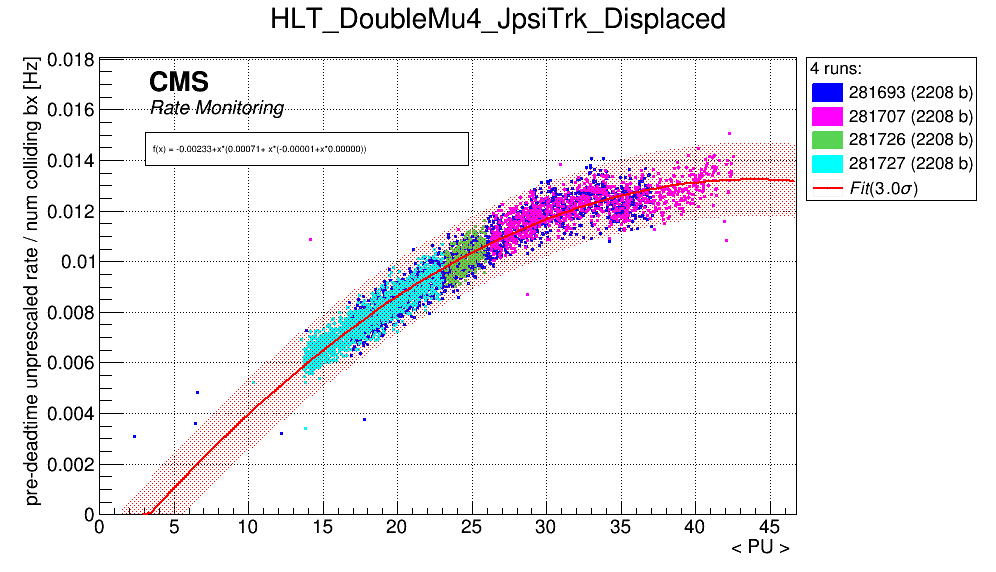 HLT_DoubleMu4_JpsiTrk_Displaced
pre-deadtime unprescaled rate / num colliding bx [Hz]
0.018
0.016
0.014
0.012
0.01
0.008
0.006
0.004
0.002
0
CMS
Rate Monitoring
f(x) = -0.00233+x*(0.00071+ x*(-0.00001+x*0.00000))
0 5 10 15 20 25 30 35 40 45
< PU >
4 runs:
281693 (2208 b)
281707 (2208 b)
281726 (2208 b)
281727 (2208 b)
Fit(3.0σ)